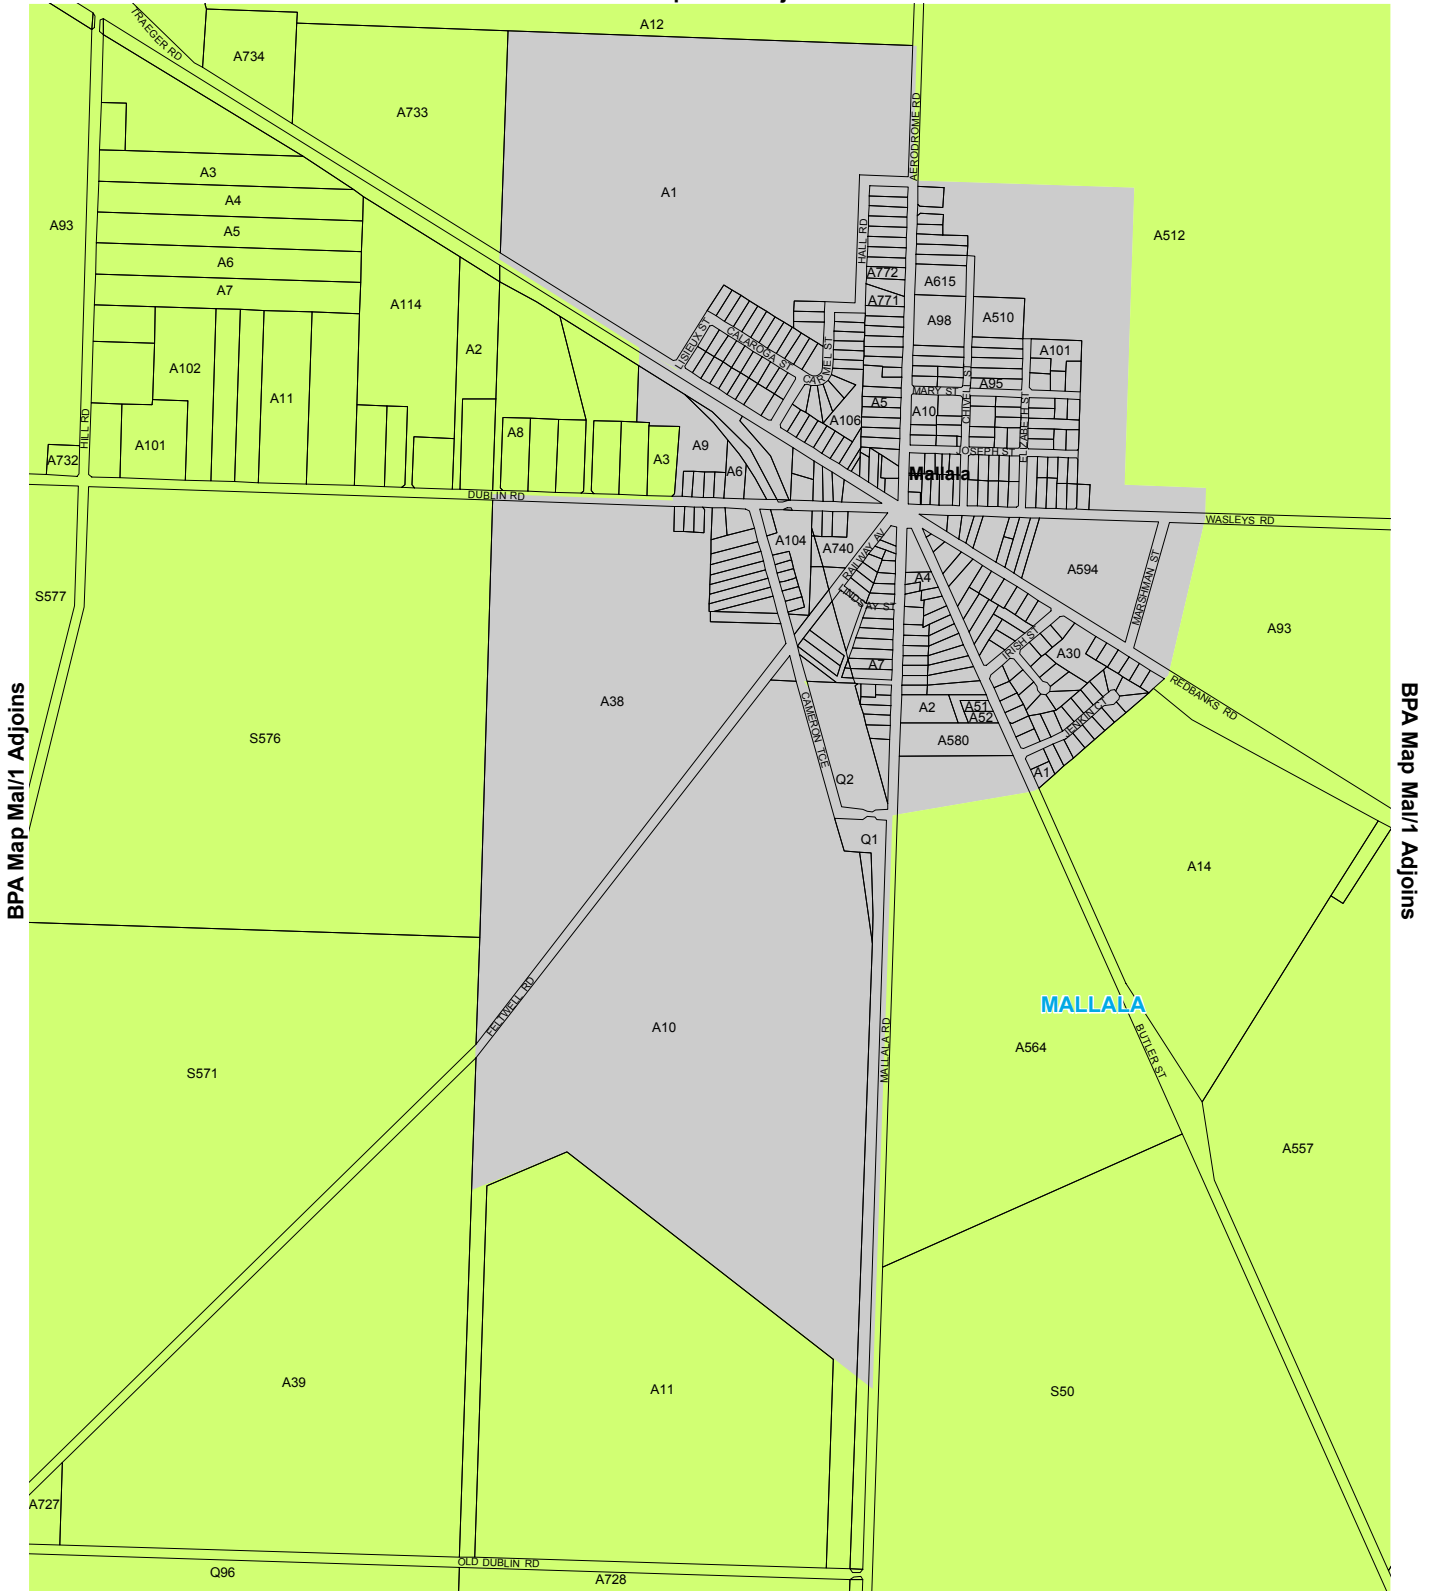 A12
TRAEGER RD
A734
A733
AERODROME RD
A3
A1
A4
A93
A5
HALL RD
A512
A6
A772
A615
A7
A771
A114
A510
A98
LISIEUX ST
CALAROGA ST
CARMEL ST
A2
A101
A102
A95
MARY ST
CHIVELL ST
ELIZABETH ST
A11
A5
A10
HILL RD
A106
A8
A101
A9
JOSEPH ST
A732
A3
A6
Mallala
DUBLIN RD
WASLEYS RD
A104
A740
RAILWAY AV
A594
MARSHMAN ST
A4
S577
LINDSAY ST
A93
IRISH ST
A30
A7
REDBANKS RD
A38
CAMERON TCE
A2
A51
A52
JENKIN CT
S576
A580
BPA Map Mal/1 Adjoins
BPA Map Mal/1 Adjoins
A1
Q2
Q1
A14
MALLALA
FELTWELL RD
A10
MALLALA RD
A564
BUTLER ST
S571
A557
A39
A11
S50
A727
OLD DUBLIN RD
Q96
A728